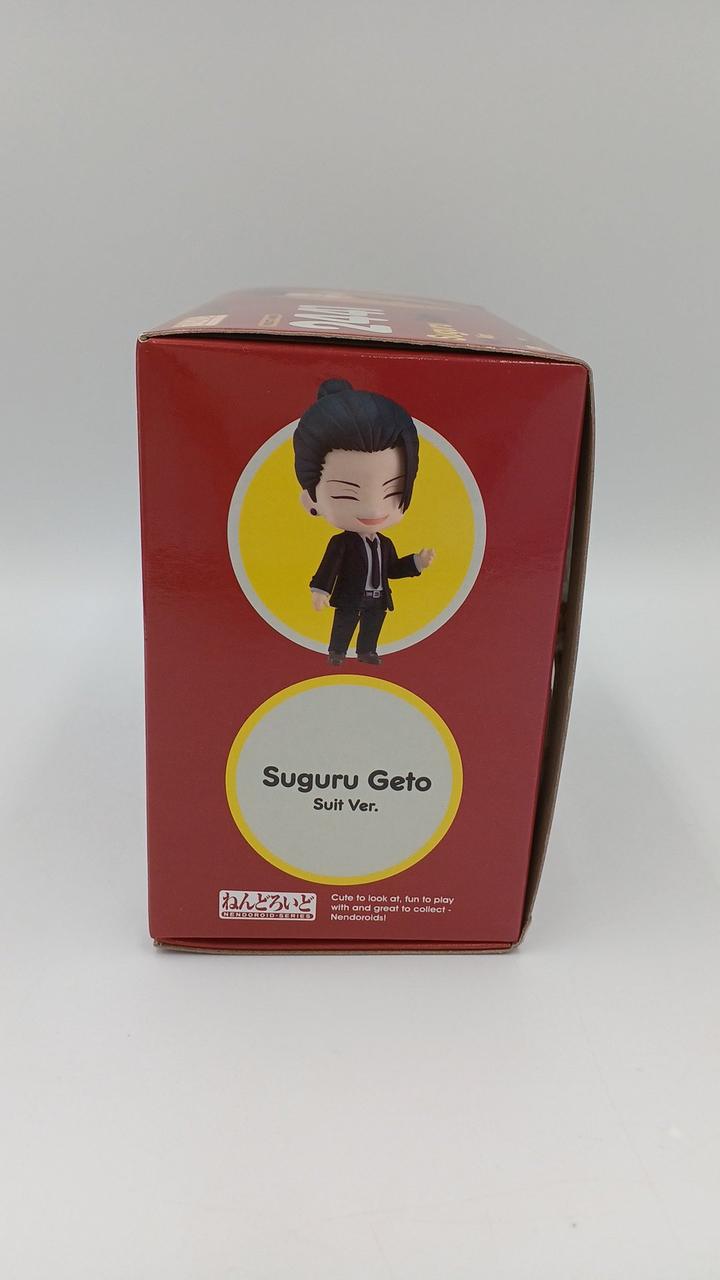 Suguru Geto
Suit Ver.
ねんどろいど
NENDOROID-SERIES
Cute to look at, fun to play
with and great to collect -
Nendoroids!